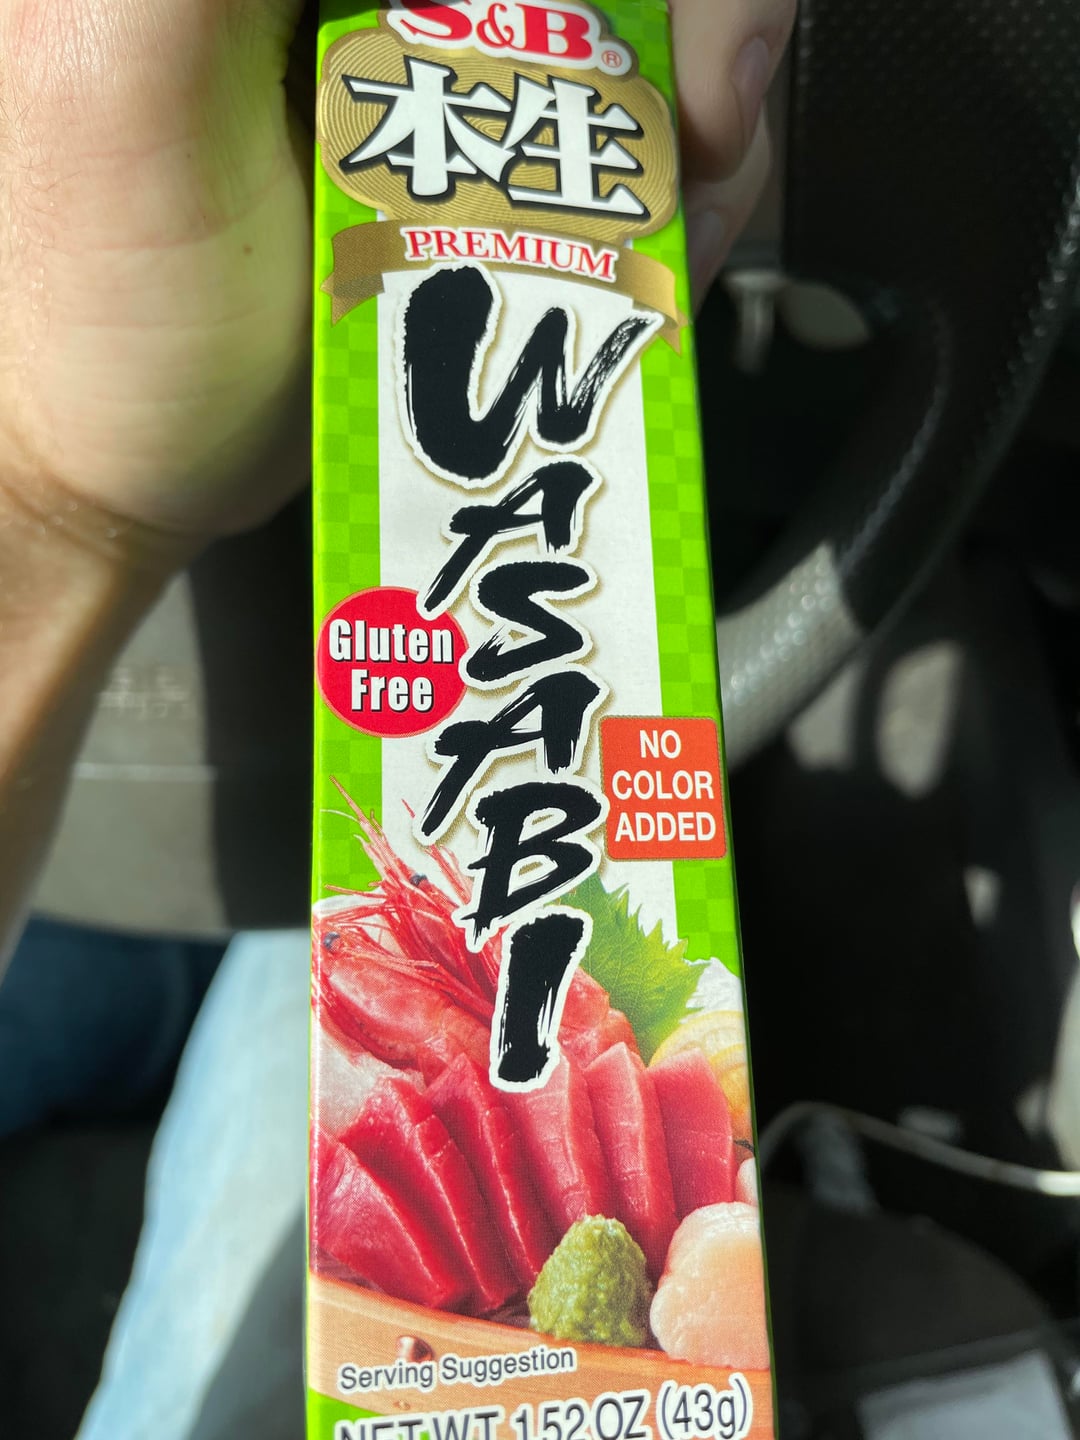 S&B®
本生
PREMIUM
WASABI
Gluten
Free
NO
COLOR
ADDED
Serving Suggestion
NET WT 1.52 OZ (43g)